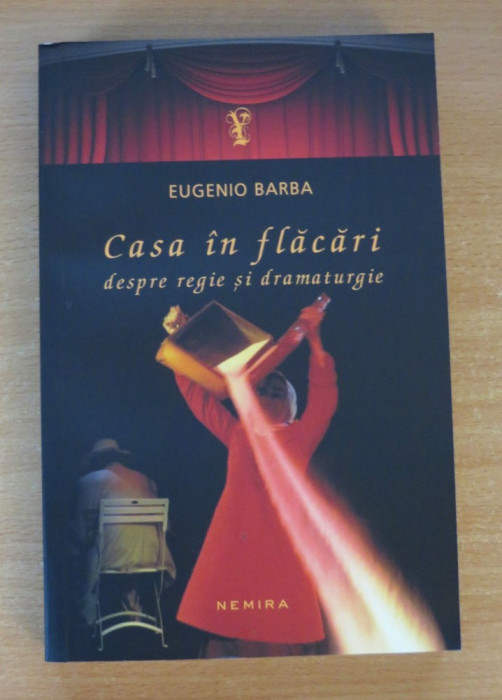 EUGENIO BARBA
Casa în flăcări
despre regie și dramaturgie
NEMIRA